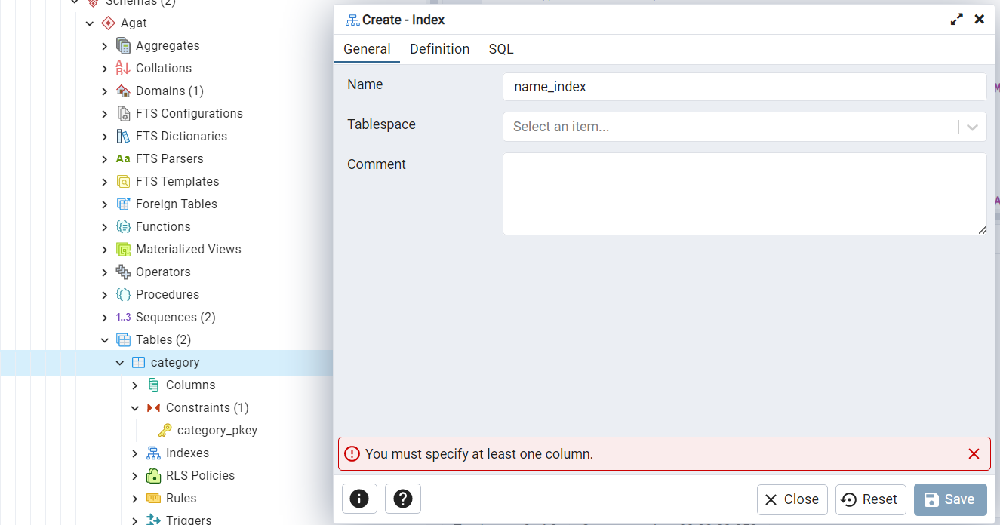 Schemas (2)
Agat
Aggregates
Collations
Domains (1)
FTS Configurations
FTS Dictionaries
Aa FTS Parsers
FTS Templates
Foreign Tables
Functions
Materialized Views
Operators
Procedures
1..3 Sequences (2)
Tables (2)
category
Columns
Constraints (1)
category_pkey
Indexes
RLS Policies
Rules
Triggers
Create - Index
General Definition SQL
Name name_index
Tablespace Select an item...
Comment
You must specify at least one column.
Close Reset Save